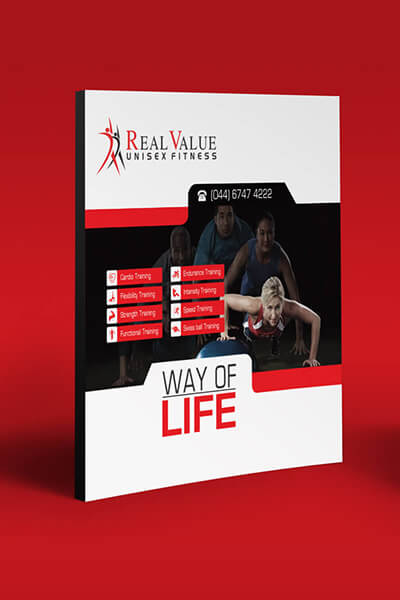 REAL VALUE
UNISEX FITNESS
(044) 6747 4222
Cardio Training
Endurance Training
Flexibility Training
Intensity Training
Strength Training
Speed Training
Functional Training
Swiss ball Training
WAY OF
LIFE